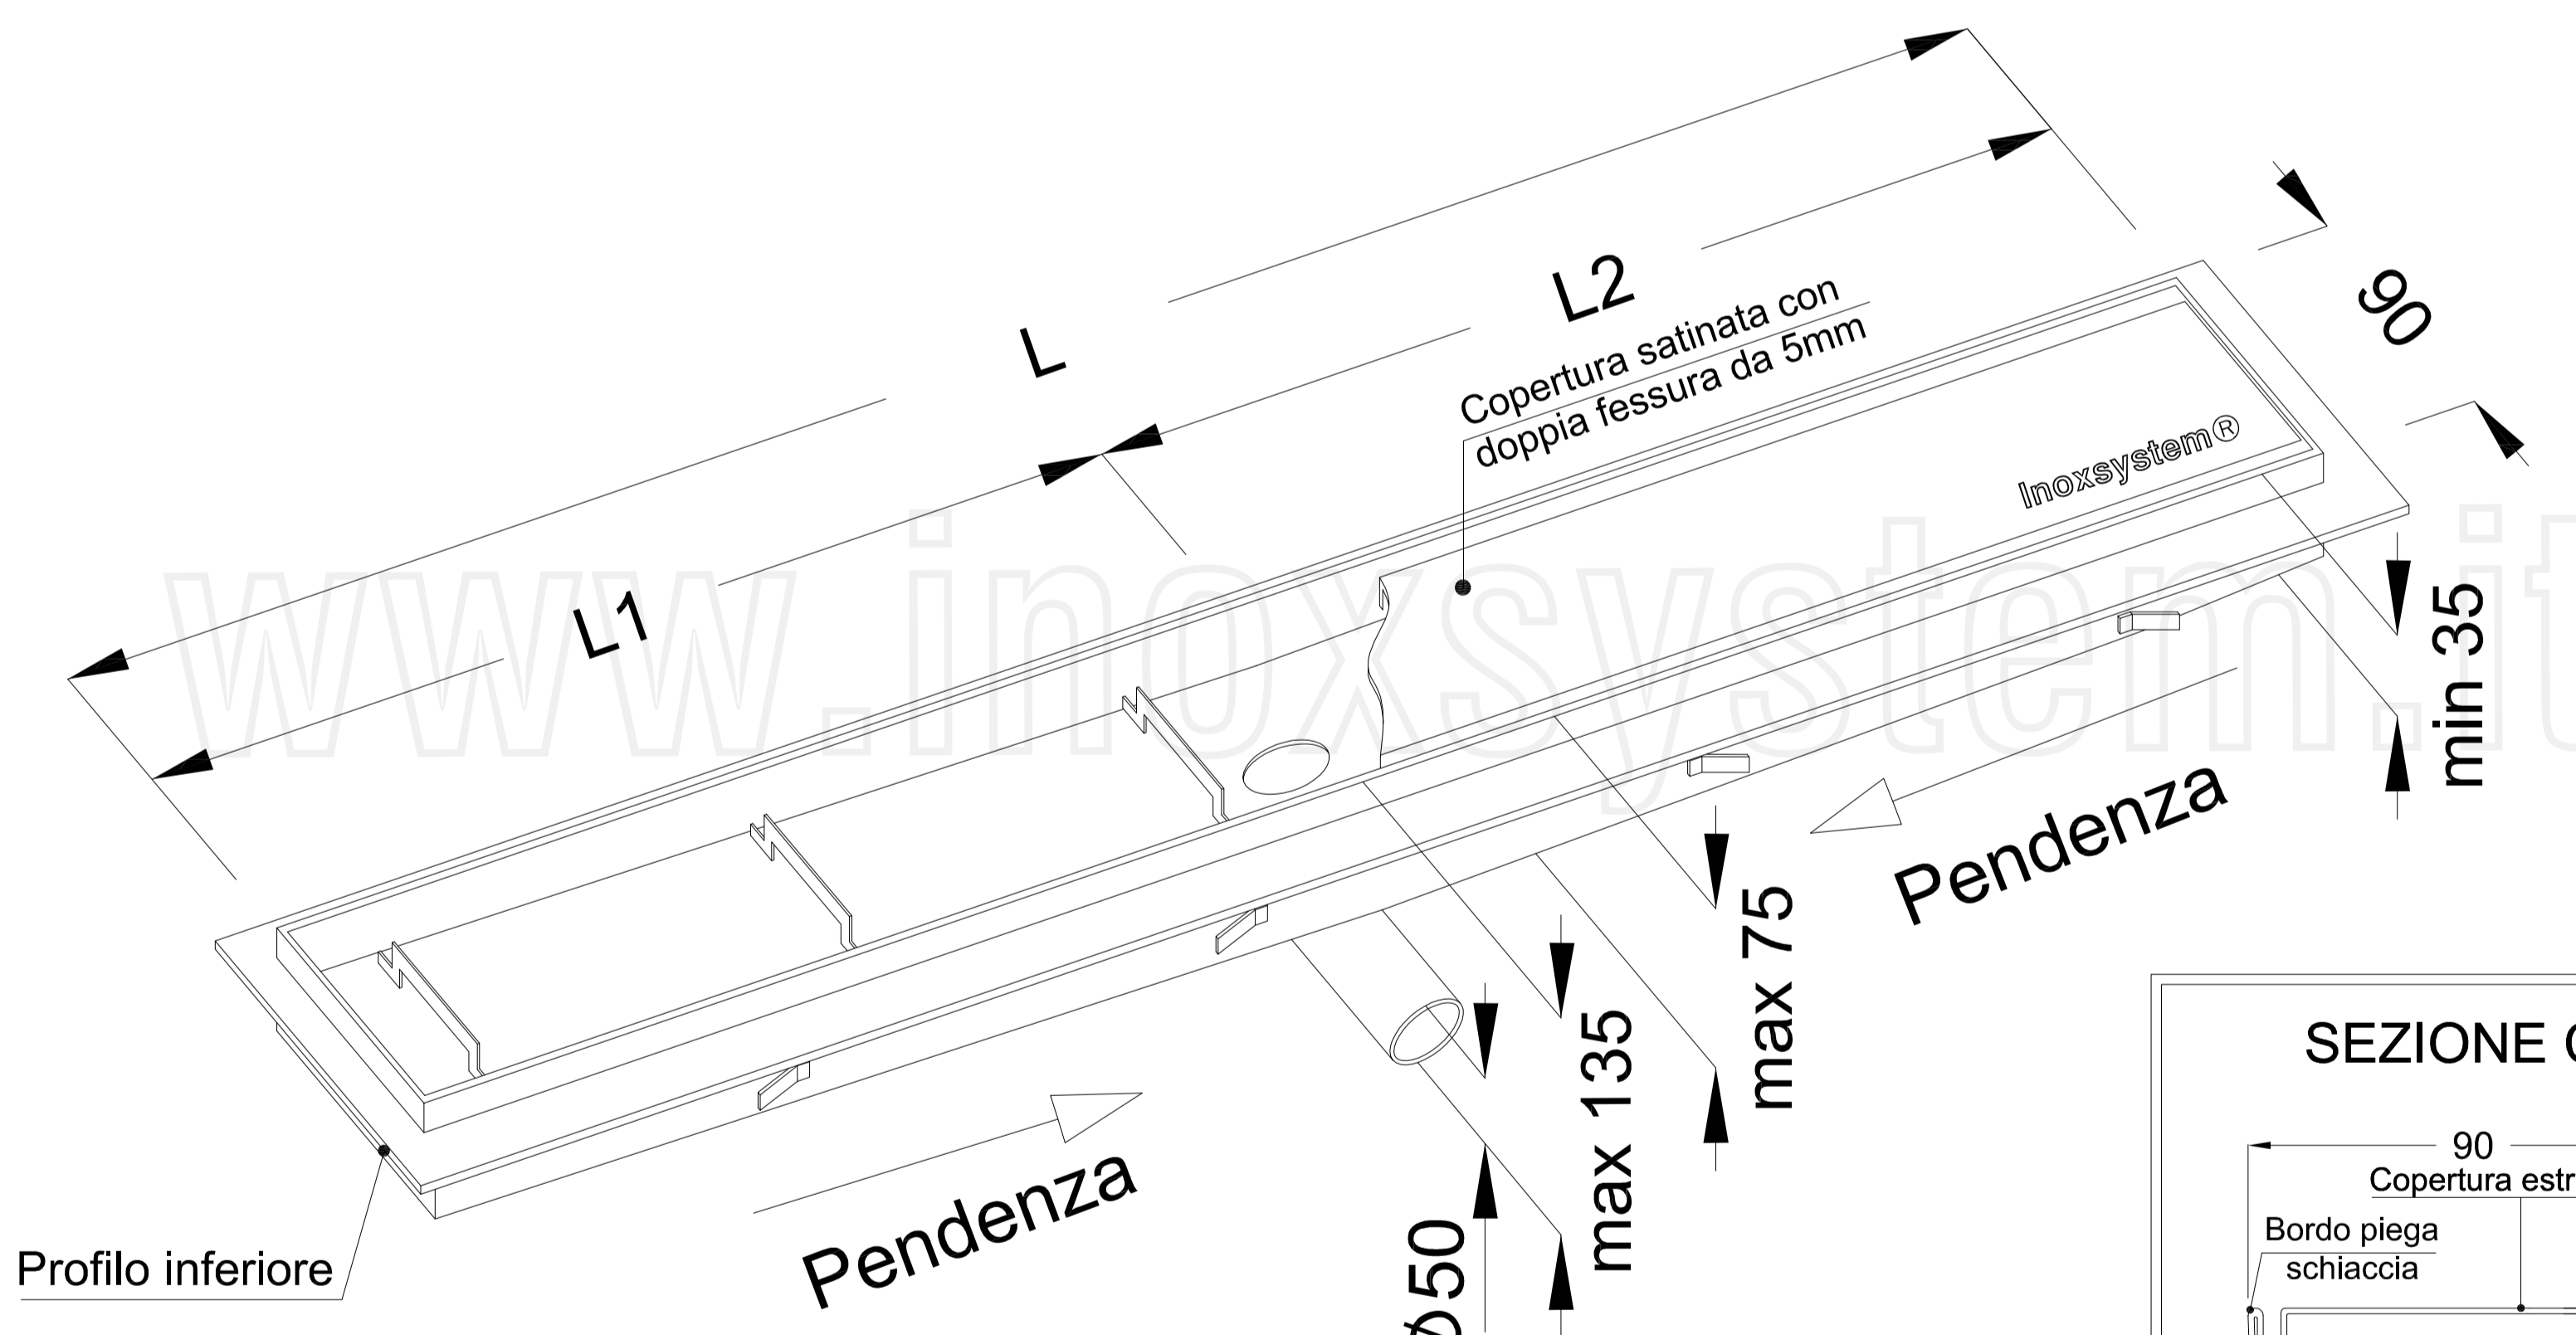 L
L2
90
Copertura satinata con
doppia fessura da 5mm
Inoxsystem®
L1
www.inoxsystem.it
min 35
Pendenza
max 75
max 135
Pendenza
Ø50
Profilo inferiore
SEZIONE
90
Copertura estr
Bordo piega
schiaccia